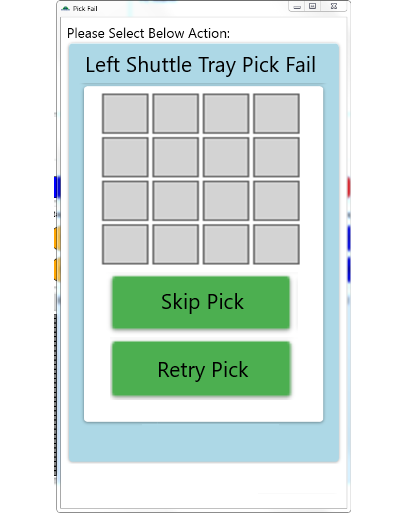 Pick Fail
Please Select Below Action:
Left Shuttle Tray Pick Fail
Skip Pick
Retry Pick